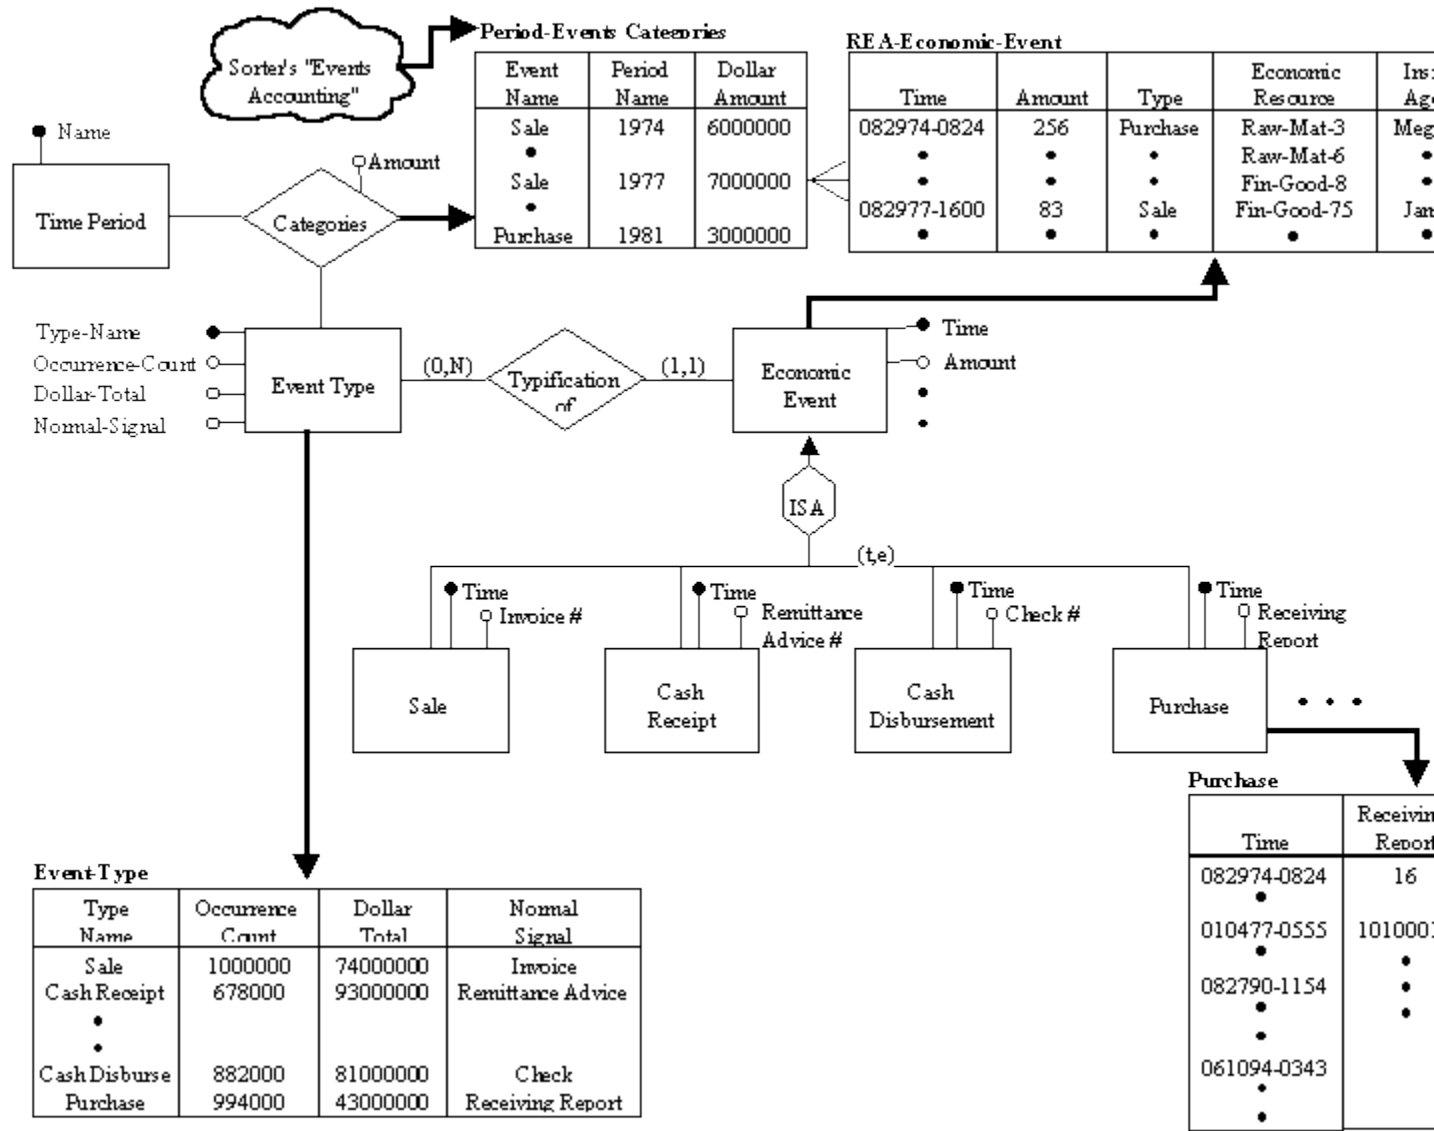 Sorter's "Events
Accounting"
Period-Events Categories
Event Name Period Name Dollar Amount
Sale 1974 6000000
Sale 1977 7000000
Purchase 1981 3000000
REA-Economic-Event
Time Amount Type Economic Resource
082974-0824 256 Purchase Raw-Mat-3 Meg
Raw-Mat-6
Fin-Good-8
082977-1600 83 Sale Fin-Good-75 Jan
Name
Time Period
Amount
Categories
Type-Name
Occurrence-Count
Dollar-Total
Normal-Signal
Event Type
(0,N)
Typification
of
(1,1)
Economic
Event
Time
Amount
ISA
(t,e)
Time
Invoice #
Sale
Time
Remittance
Advice #
Cash
Receipt
Time
Check #
Cash
Disbursement
Time
Receiving
Report
Purchase
Purchase
Time Receiving Report
082974-0824 16
010477-0555
082790-1154
061094-0343
Event-Type
Type Name Occurrence Count Dollar Total Normal Signal
Sale 1000000 74000000 Invoice
Cash Receipt 678000 93000000 Remittance Advice
Cash Disburse 882000 81000000 Check
Purchase 994000 43000000 Receiving Report